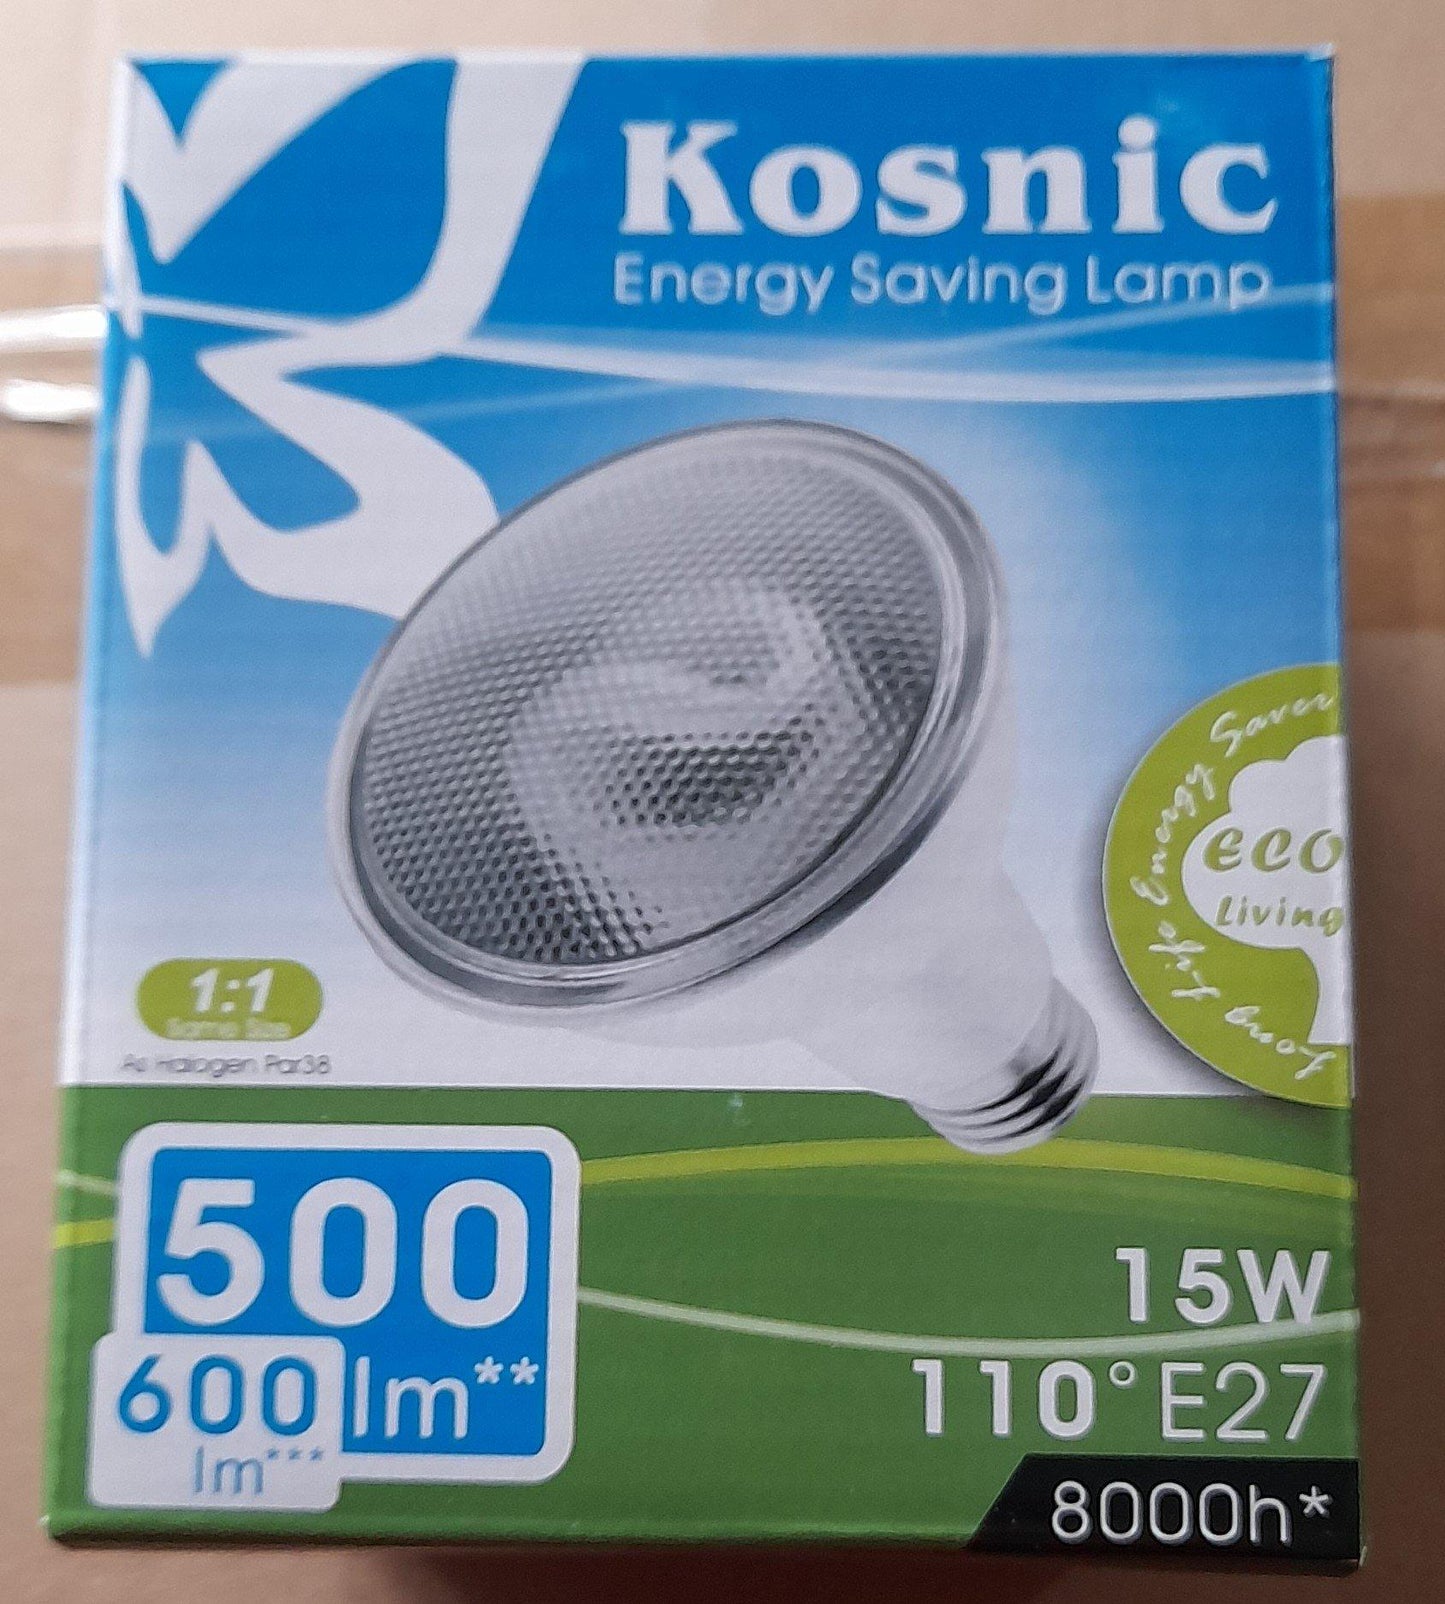 Kosnic
Energy Saving Lamp
Long Life Energy Saver
eco
Living
1:1
Same Size
As Halogen Par38
500
lm**
600
lm***
15W
110° E27
8000h*